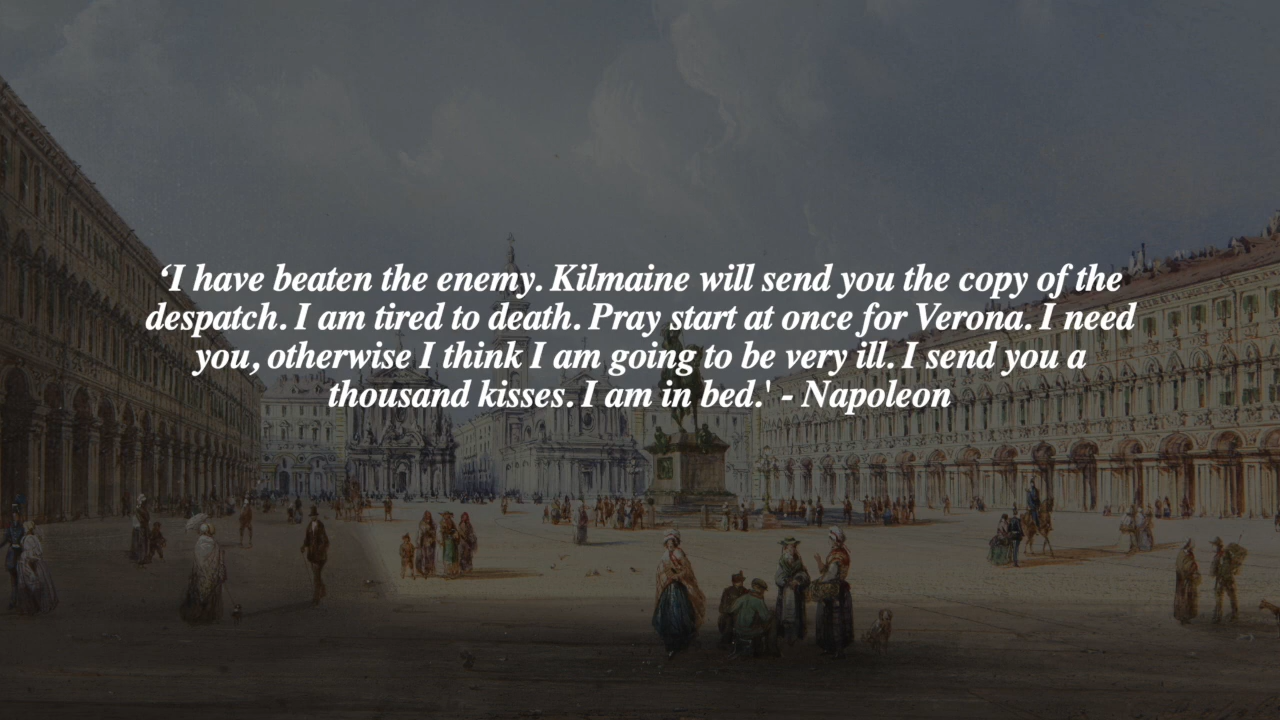 ‘I have beaten the enemy. Kilmaine will send you the copy of the
despatch. I am tired to death. Pray start at once for Verona. I need
you, otherwise I think I am going to be very ill. I send you a
thousand kisses. I am in bed.' - Napoleon